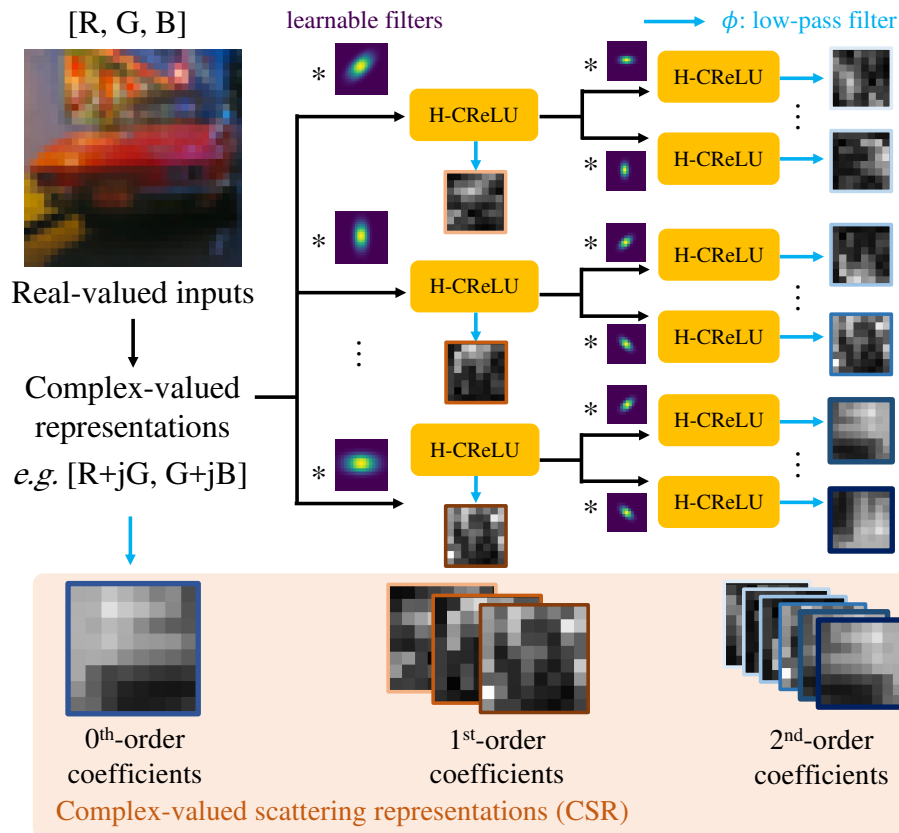 [R, G, B]
learnable filters
ϕ: low-pass filter
*
*
H-CReLU
H-CReLU
⋮
H-CReLU
*
*
*
H-CReLU
H-CReLU
⋮
H-CReLU
*
Real-valued inputs
⋮
Complex-valued
representations
e.g. [R+jG, G+jB]
*
H-CReLU
*
H-CReLU
⋮
H-CReLU
*
0th-order
coefficients
1st-order
coefficients
2nd-order
coefficients
Complex-valued scattering representations (CSR)